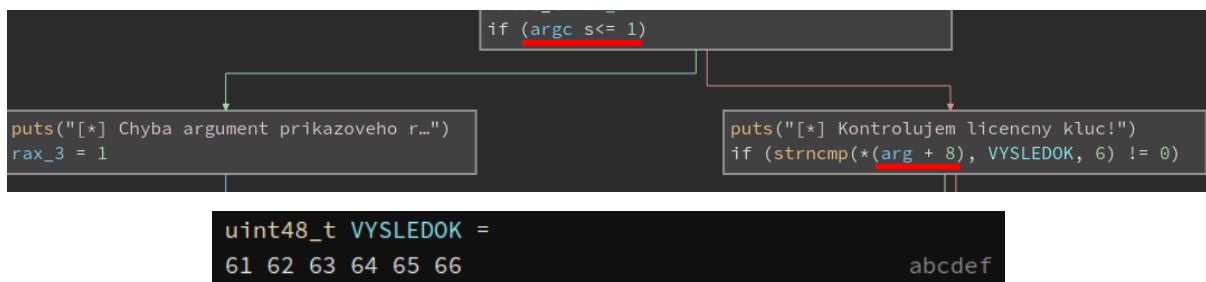 if (argc s<= 1)
puts("[*] Chyba argument prikazoveho r…")
rax_3 = 1
puts("[*] Kontrolujem licencny kluc!")
if (strncmp(*(arg + 8), VYSLEDOK, 6) != 0)
uint48_t VYSLEDOK =
61 62 63 64 65 66 abcdef